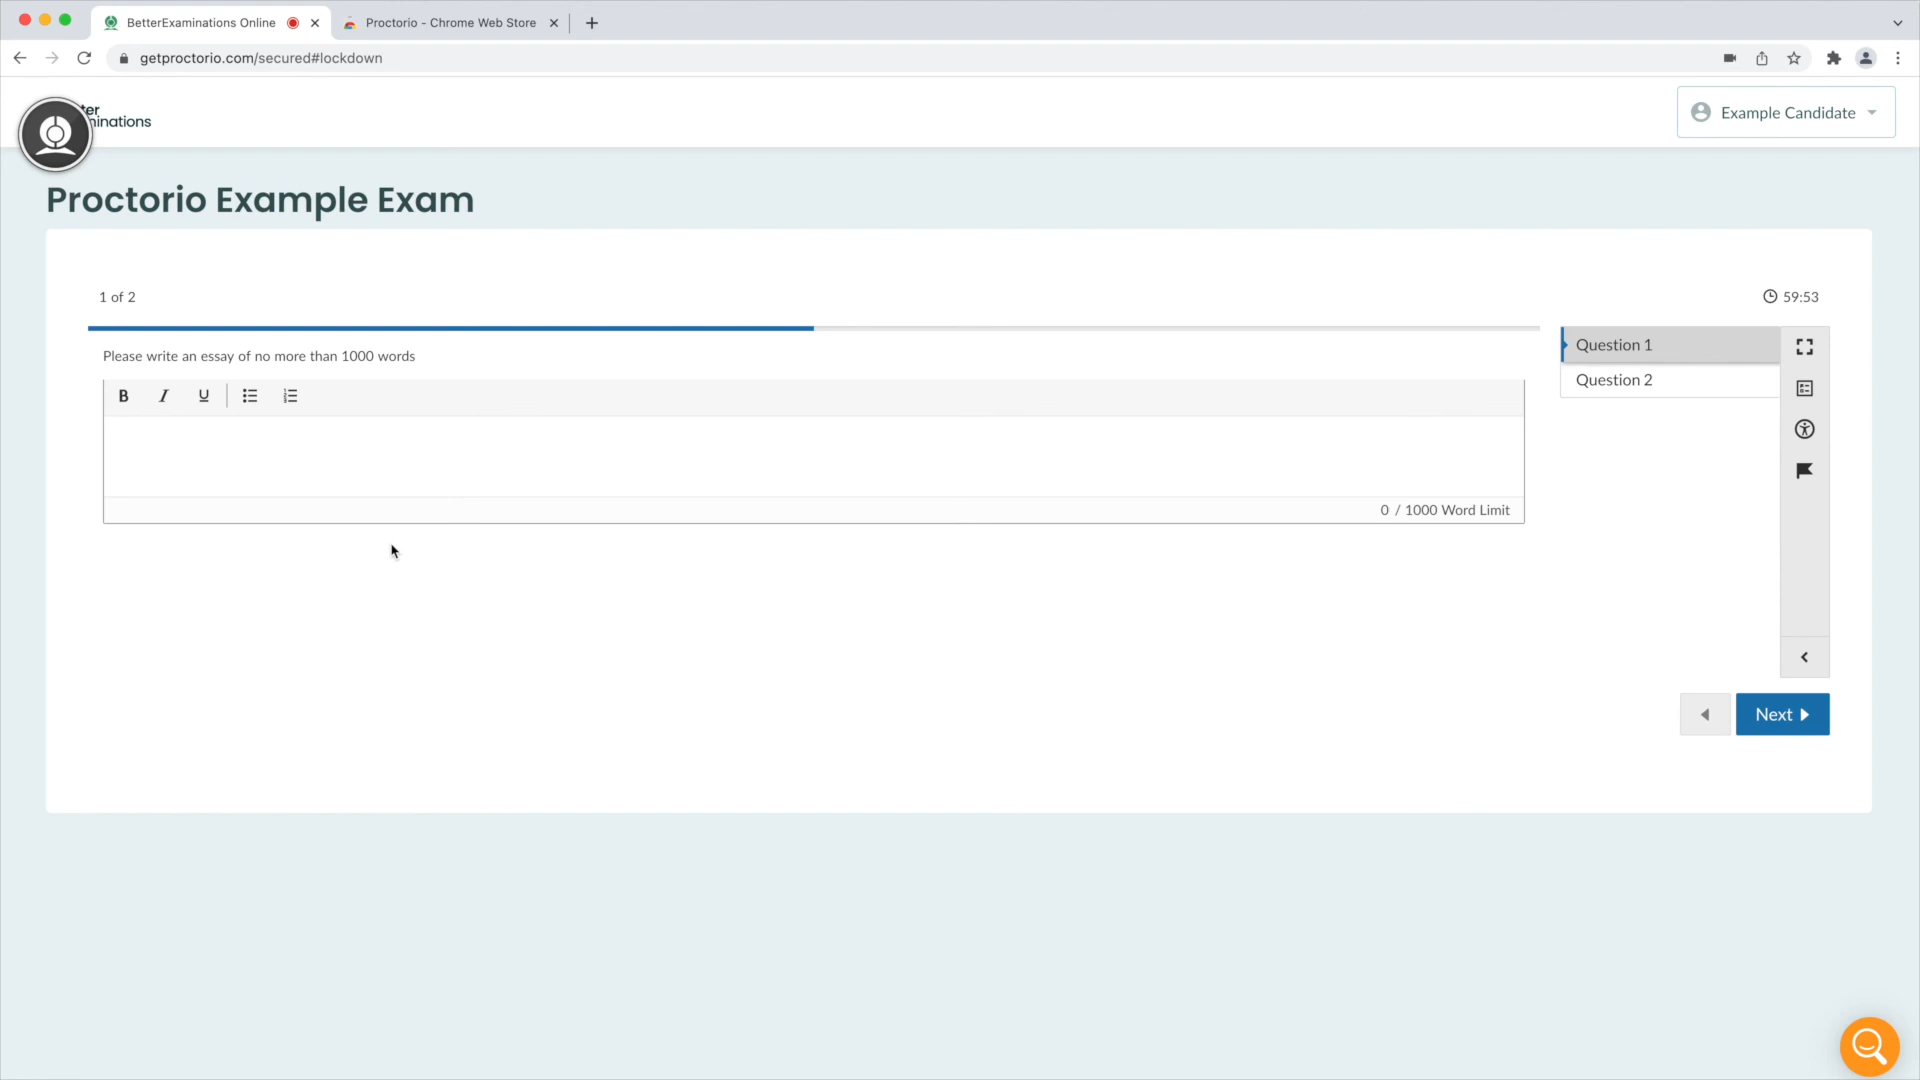 BetterExaminations Online
Proctorio - Chrome Web Store
getproctorio.com/secured#lockdown
ter
minations
Example Candidate
Proctorio Example Exam
1 of 2
59:53
Please write an essay of no more than 1000 words
B I U
0 / 1000 Word Limit
Question 1
Question 2
Next